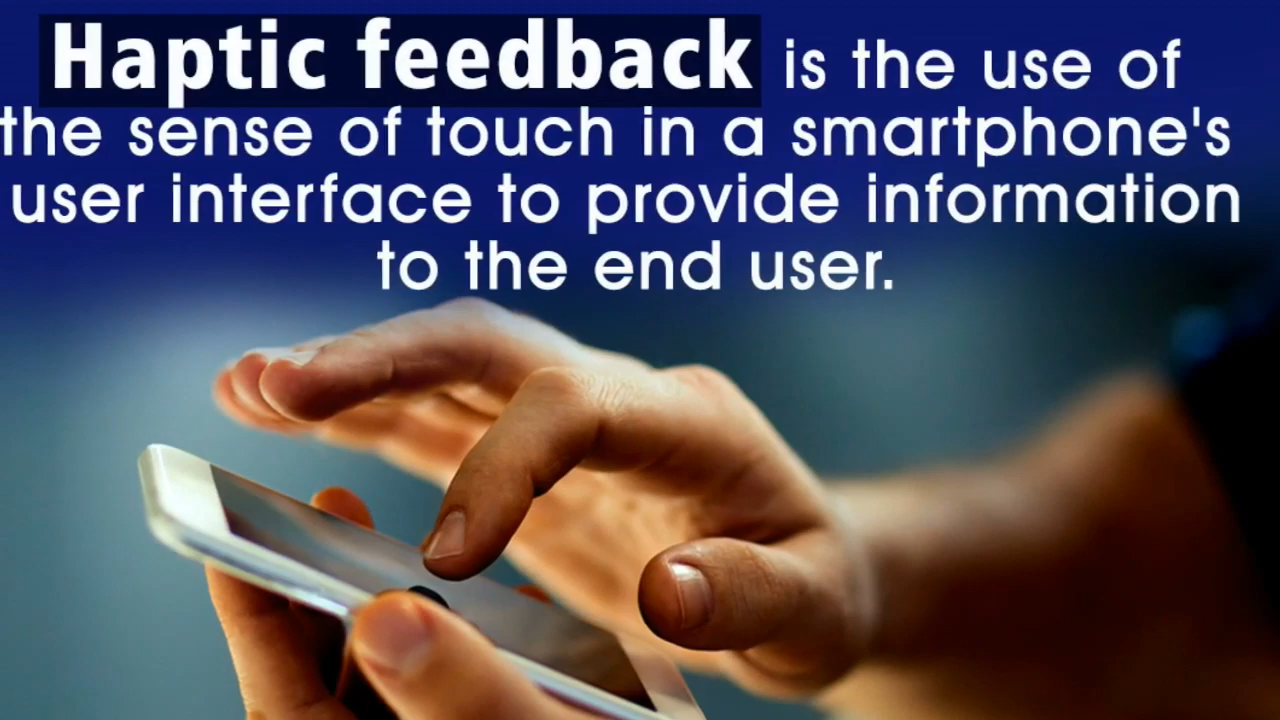 Haptic feedback is the use of
the sense of touch in a smartphone's
user interface to provide information
to the end user.